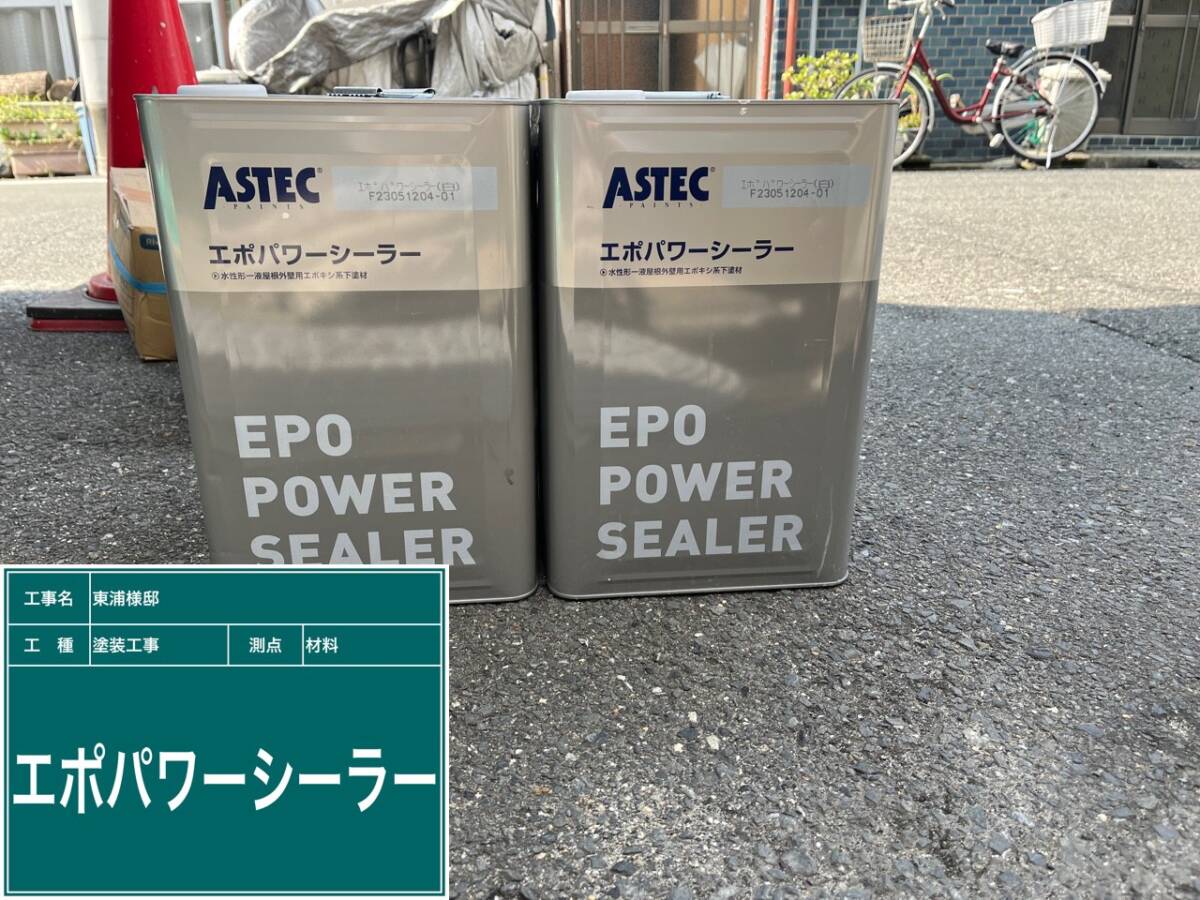 ASTEC
PAINTS
エポパワーシーラー(白)
F23051204-01
エポパワーシーラー
水性形一液屋根外壁用エポキシ系下塗材
EPO
POWER
SEALER
ASTEC
PAINTS
エポパワーシーラー(白)
F23051204-01
エポパワーシーラー
水性形一液屋根外壁用エポキシ系下塗材
EPO
POWER
SEALER
工事名 東浦様邸
工 種 塗装工事 測点 材料
エポパワーシーラー